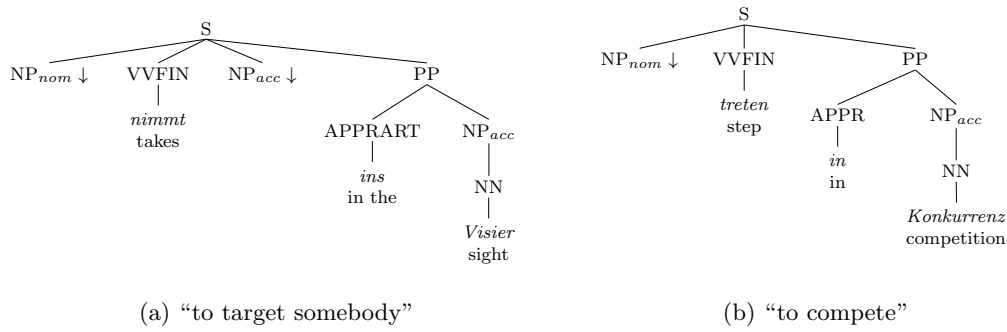 S
NP_nom ↓ VVFIN NP_acc ↓ PP
nimmt
takes
APPRART NP_acc
ins
in the
NN
Visier
sight
(a) “to target somebody”
S
NP_nom ↓ VVFIN PP
treten
step
APPR NP_acc
in
in
NN
Konkurrenz
competition
(b) “to compete”